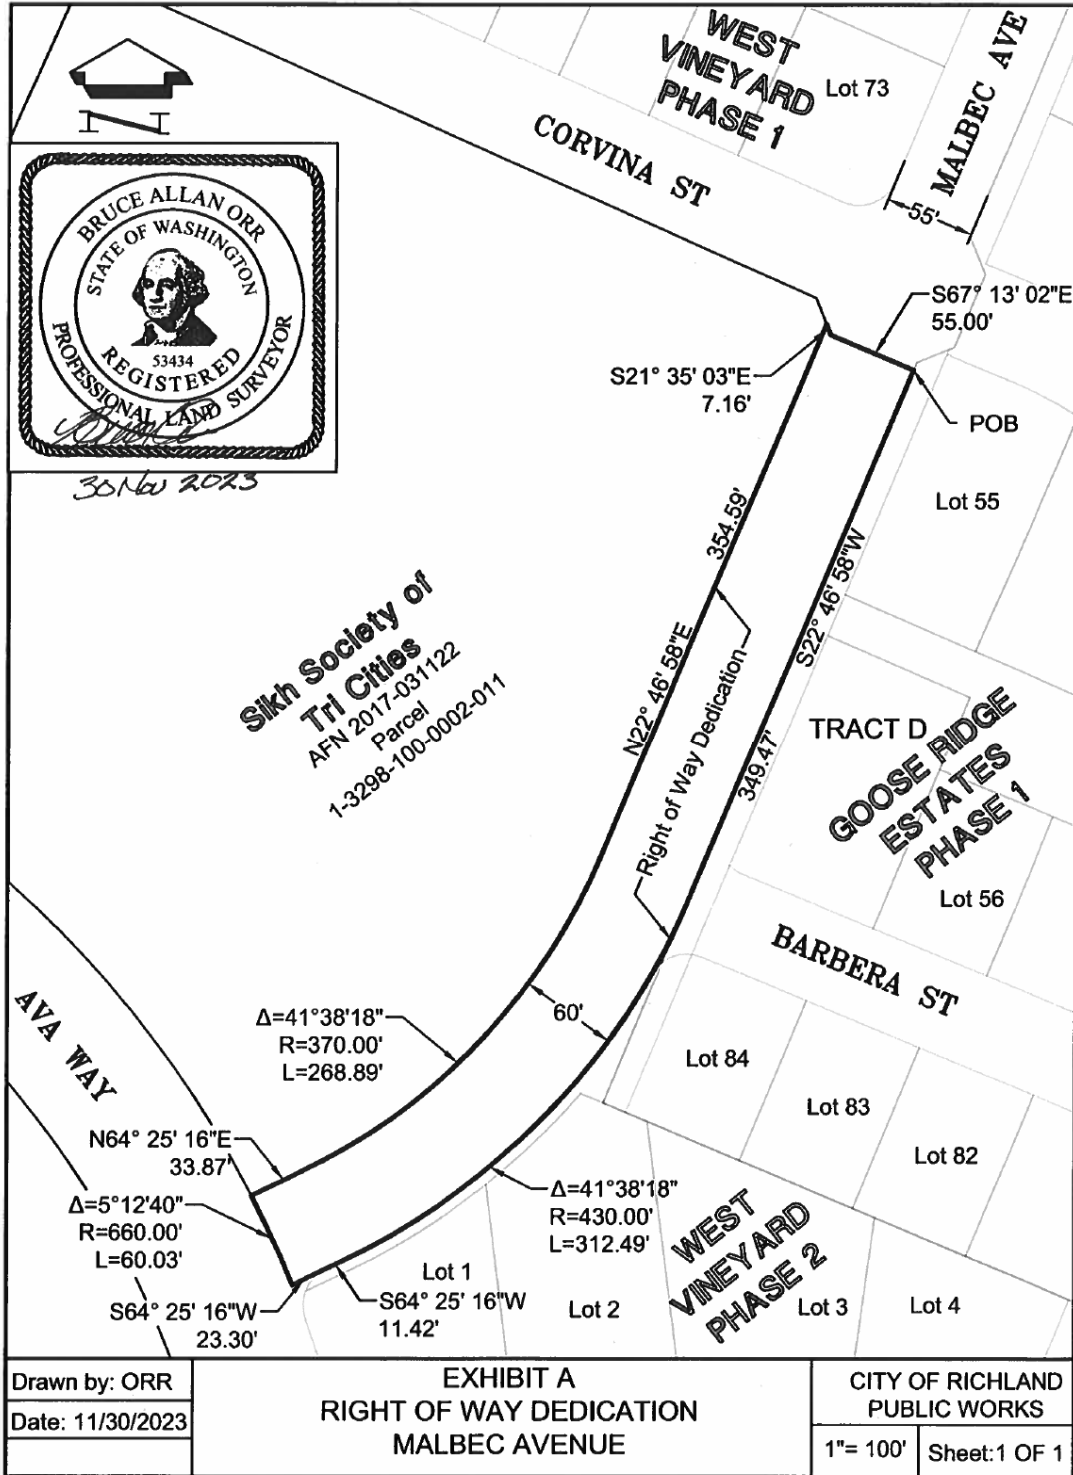 WEST
VINEYARD
PHASE 1
Lot 73
MALBEC AVE
CORVINA ST
55'
N
BRUCE ALLAN ORR
STATE OF WASHINGTON
53434
REGISTERED
PROFESSIONAL LAND SURVEYOR
30 Nov 2023
S67° 13' 02"E
55.00'
S21° 35' 03"E
7.16'
POB
Lot 55
354.59'
N22° 46' 58"E
S22° 46' 58"W
349.47'
Right of Way Dedication
Sikh Society of
Tri Cities
AFN 2017-031122
Parcel
1-3298-100-0002-011
TRACT D
GOOSE RIDGE
ESTATES
PHASE 1
Lot 56
BARBERA ST
AVA WAY
60'
Δ=41°38'18"
R=370.00'
L=268.89'
Lot 84
Lot 83
Lot 82
N64° 25' 16"E
33.87'
Δ=5°12'40"
R=660.00'
L=60.03'
Δ=41°38'18"
R=430.00'
L=312.49'
WEST
VINEYARD
PHASE 2
S64° 25' 16"W
23.30'
Lot 1
S64° 25' 16"W
11.42'
Lot 2
Lot 3
Lot 4
Drawn by: ORR
Date: 11/30/2023
EXHIBIT A
RIGHT OF WAY DEDICATION
MALBEC AVENUE
CITY OF RICHLAND
PUBLIC WORKS
1"= 100'
Sheet:1 OF 1